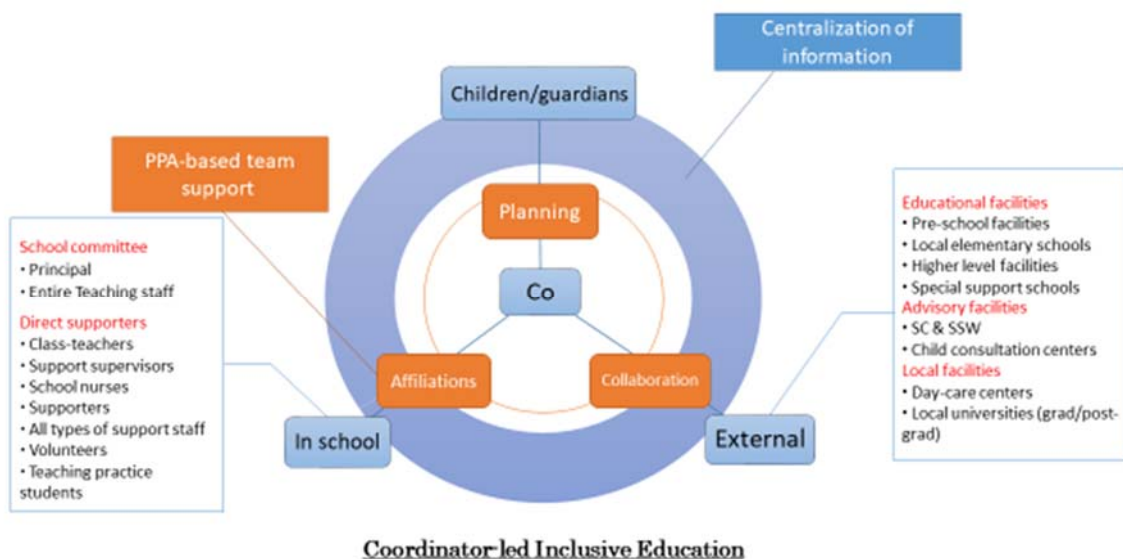 Centralization of
information
Children/guardians
PPA-based team
support
Planning
Co
Affiliations
Collaboration
In school
External
School committee
• Principal
• Entire Teaching staff
Direct supporters
• Class-teachers
• Support supervisors
• School nurses
• Supporters
• All types of support staff
• Volunteers
• Teaching practice
students
Educational facilities
• Pre-school facilities
• Local elementary schools
• Higher level facilities
• Special support schools
Advisory facilities
• SC & SSW
• Child consultation centers
Local facilities
• Day-care centers
• Local universities (grad/post-
grad)
Coordinator-led Inclusive Education